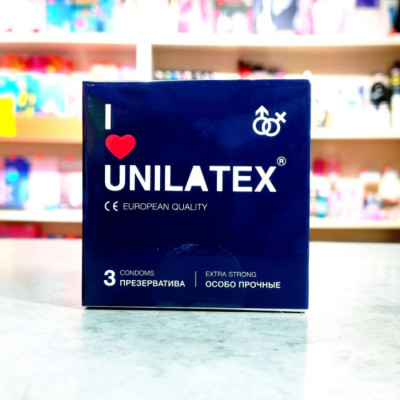 I
UNILATEX®
CE EUROPEAN QUALITY
3 CONDOMS ПРЕЗЕРВАТИВА
EXTRA STRONG ОСОБО ПРОЧНЫЕ